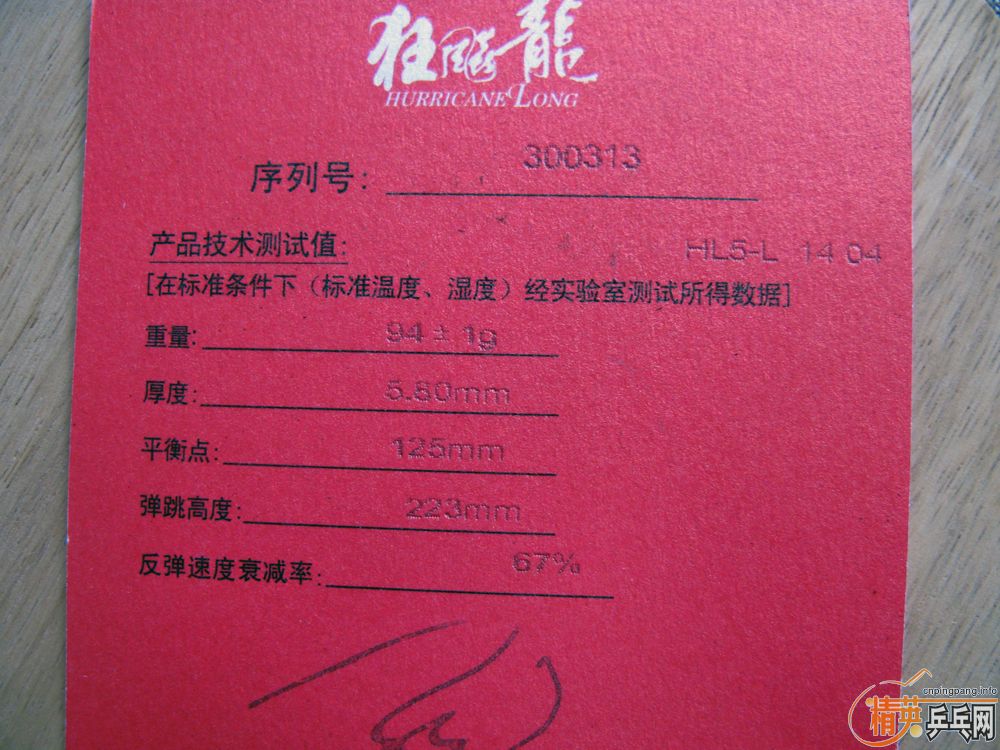 狂飚龍
HURRICANE LONG
序列号: 300313
产品技术测试值: HL5-L 14 04
[在标准条件下（标准温度、湿度）经实验室测试所得数据]
重量: 94 ± 1g
厚度: 5.80mm
平衡点: 125mm
弹跳高度: 223mm
反弹速度衰减率: 67%
cnpingpang.info
精英乒乓网